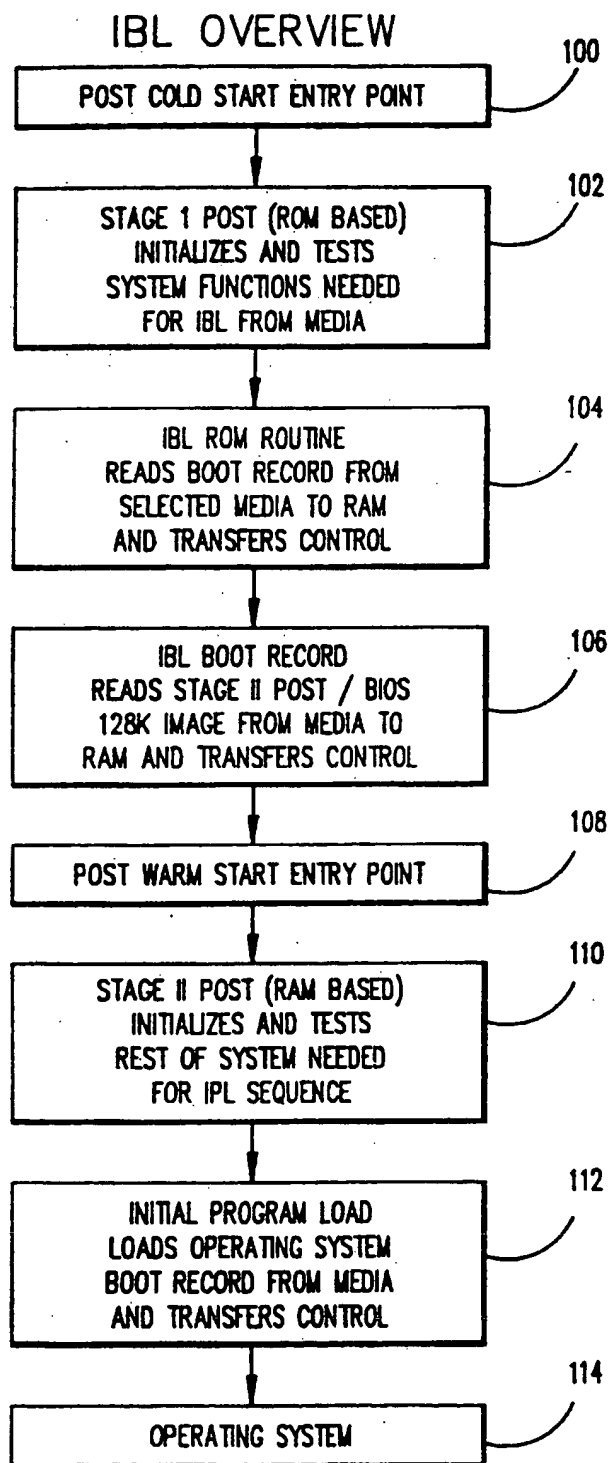 IBL OVERVIEW
100
POST COLD START ENTRY POINT
102
STAGE 1 POST (ROM BASED)
INITIALIZES AND TESTS
SYSTEM FUNCTIONS NEEDED
FOR IBL FROM MEDIA
104
IBL ROM ROUTINE
READS BOOT RECORD FROM
SELECTED MEDIA TO RAM
AND TRANSFERS CONTROL
106
IBL BOOT RECORD
READS STAGE II POST / BIOS
128K IMAGE FROM MEDIA TO
RAM AND TRANSFERS CONTROL
108
POST WARM START ENTRY POINT
110
STAGE II POST (RAM BASED)
INITIALIZES AND TESTS
REST OF SYSTEM NEEDED
FOR IPL SEQUENCE
112
INITIAL PROGRAM LOAD
LOADS OPERATING SYSTEM
BOOT RECORD FROM MEDIA
AND TRANSFERS CONTROL
114
OPERATING SYSTEM